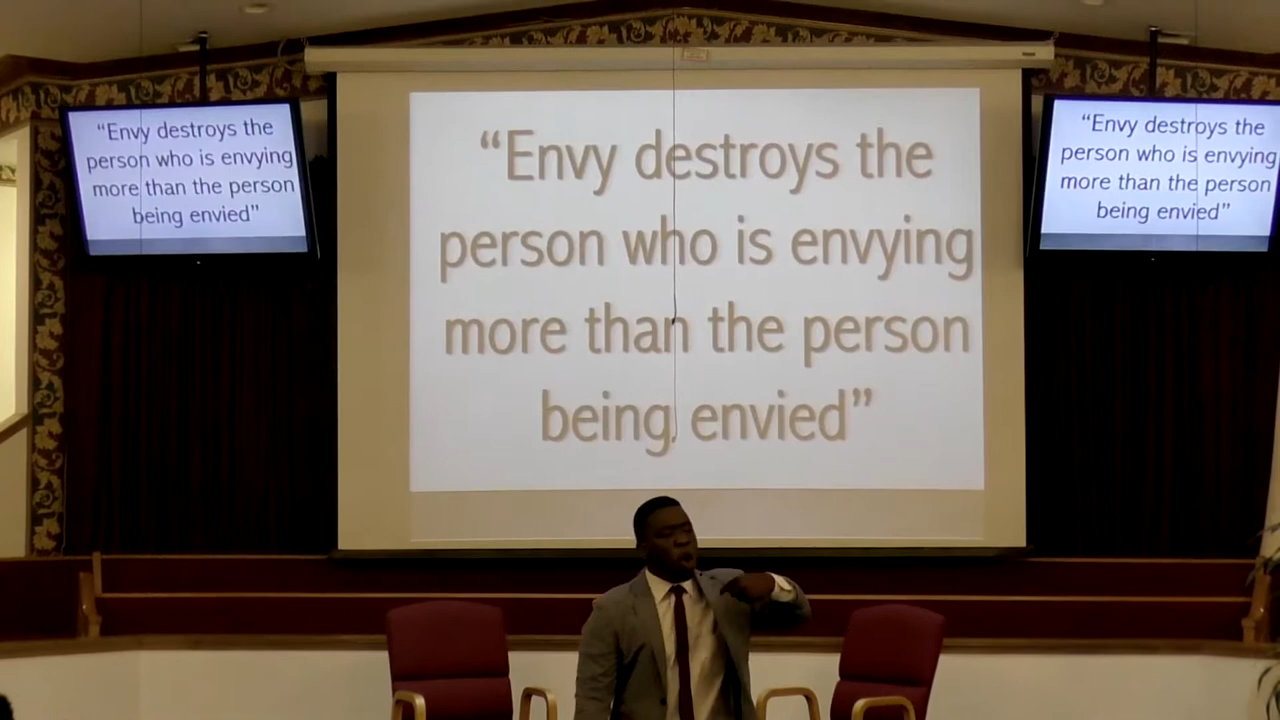 “Envy destroys the
person who is envying
more than the person
being envied”
“Envy destroys the
person who is envying
more than the person
being envied”
“Envy destroys the
person who is envying
more than the person
being envied”